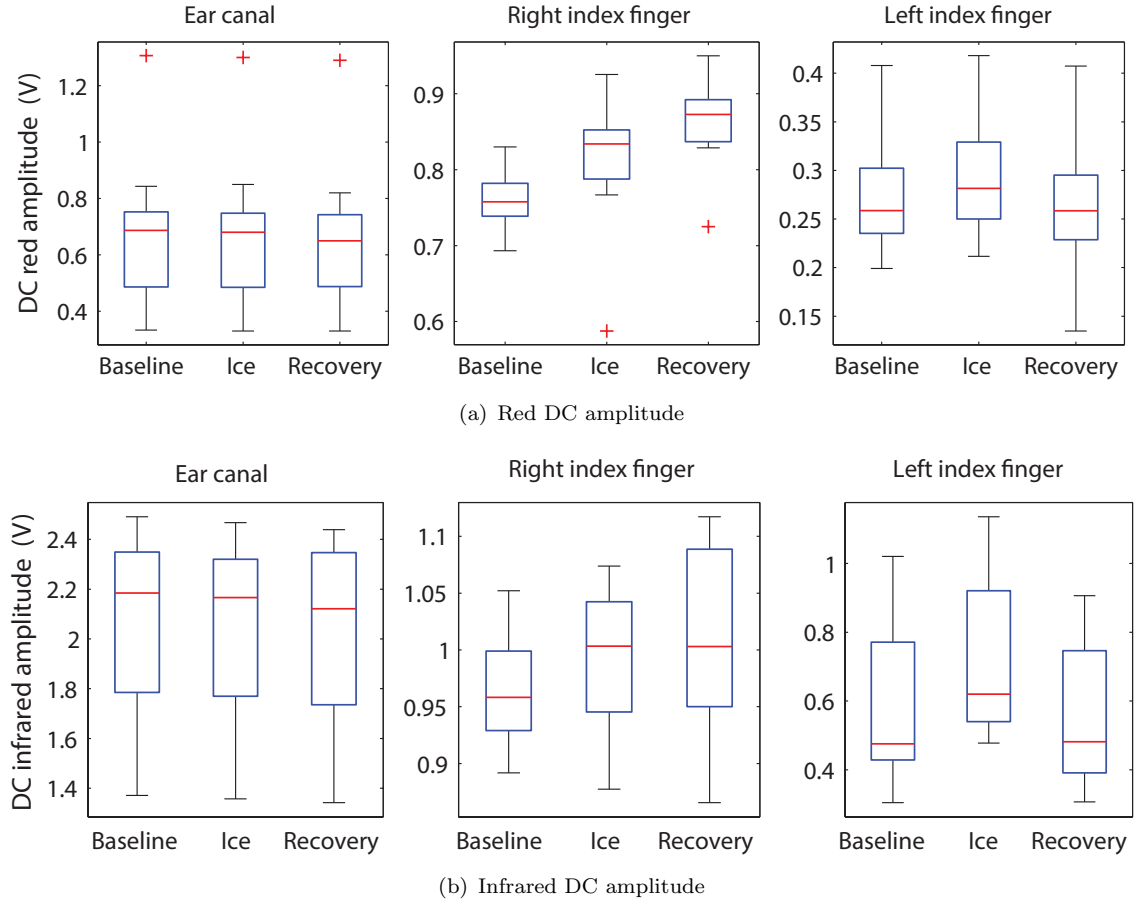 Ear canal
Right index finger
Left index finger
DC red amplitude (V)
1.2
1
0.8
0.6
0.4
0.9
0.8
0.7
0.6
0.4
0.35
0.3
0.25
0.2
0.15
Baseline Ice Recovery
Baseline Ice Recovery
Baseline Ice Recovery
(a) Red DC amplitude
Ear canal
Right index finger
Left index finger
DC infrared amplitude (V)
2.4
2.2
2
1.8
1.6
1.4
1.1
1.05
1
0.95
0.9
1
0.8
0.6
0.4
Baseline Ice Recovery
Baseline Ice Recovery
Baseline Ice Recovery
(b) Infrared DC amplitude